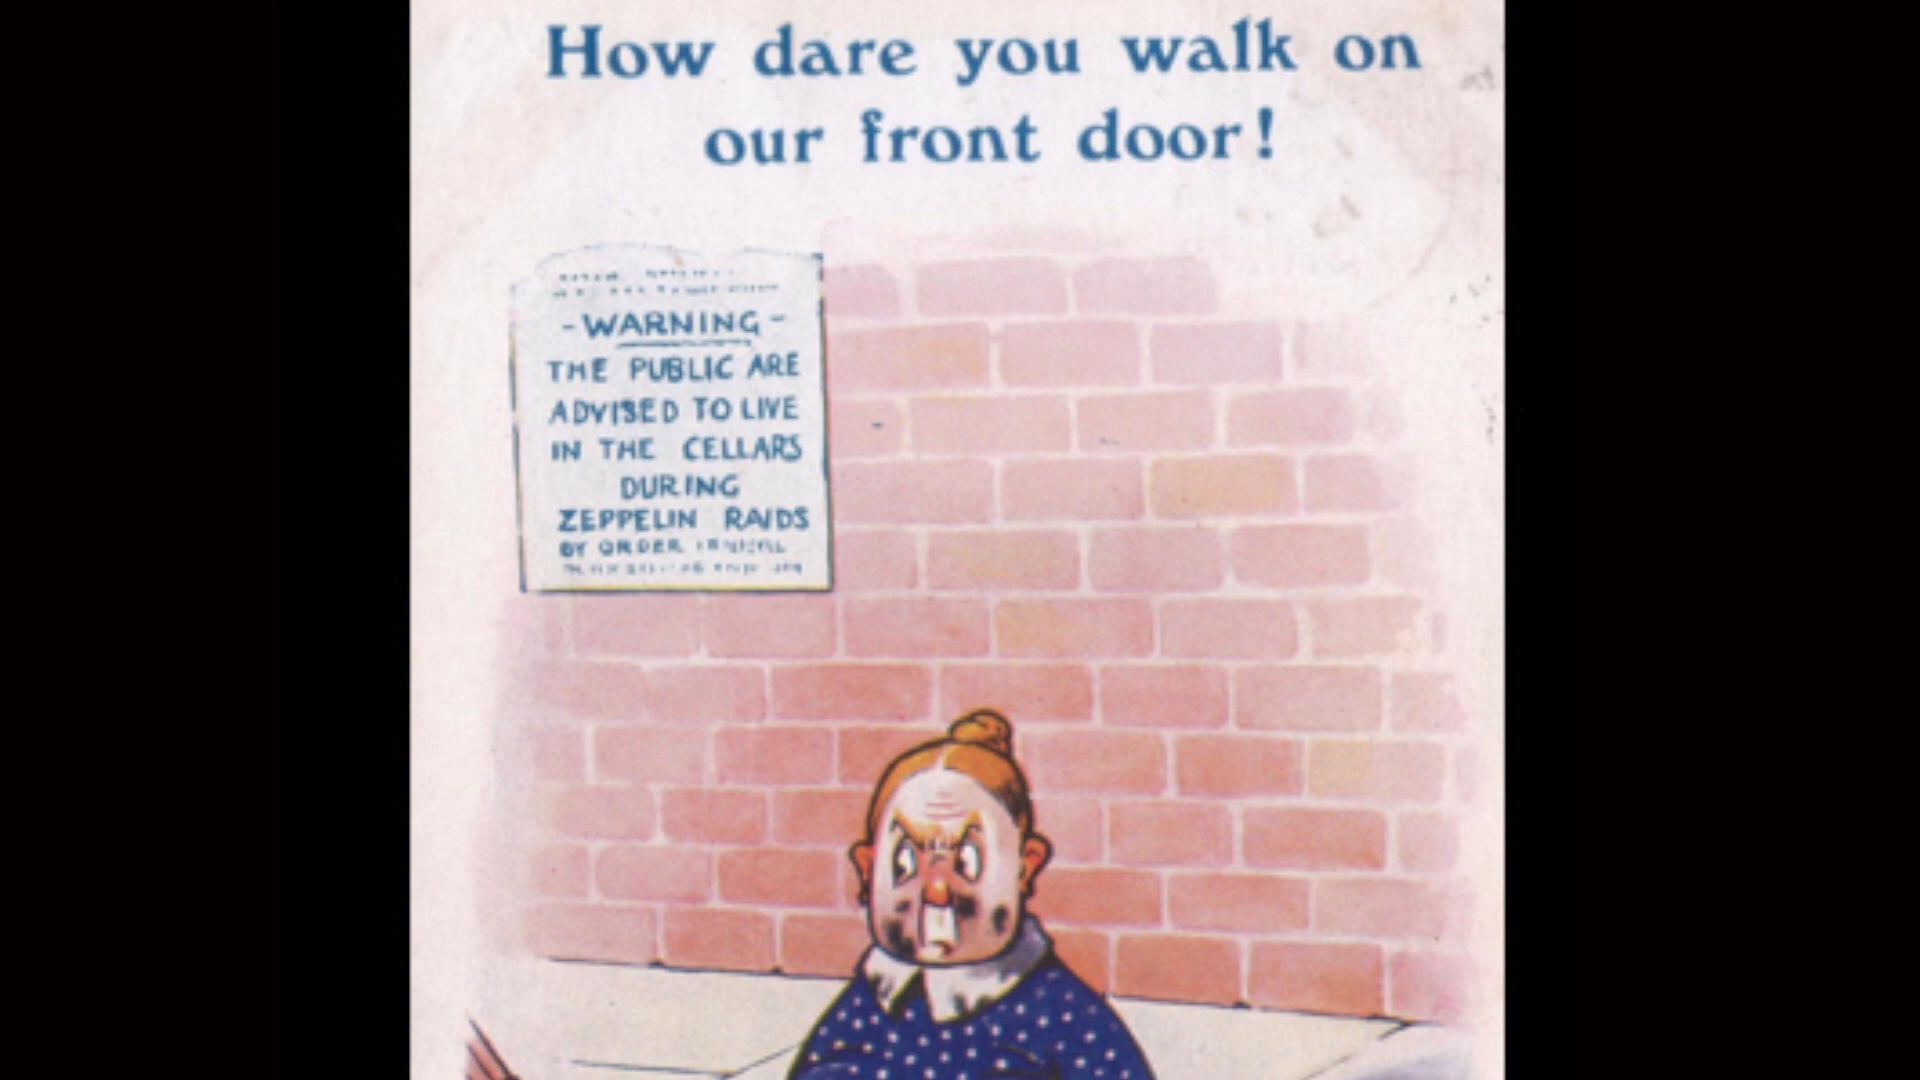 How dare you walk on
our front door!
- WARNING -
THE PUBLIC ARE
ADVISED TO LIVE
IN THE CELLARS
DURING
ZEPPELIN RAIDS
BY ORDER